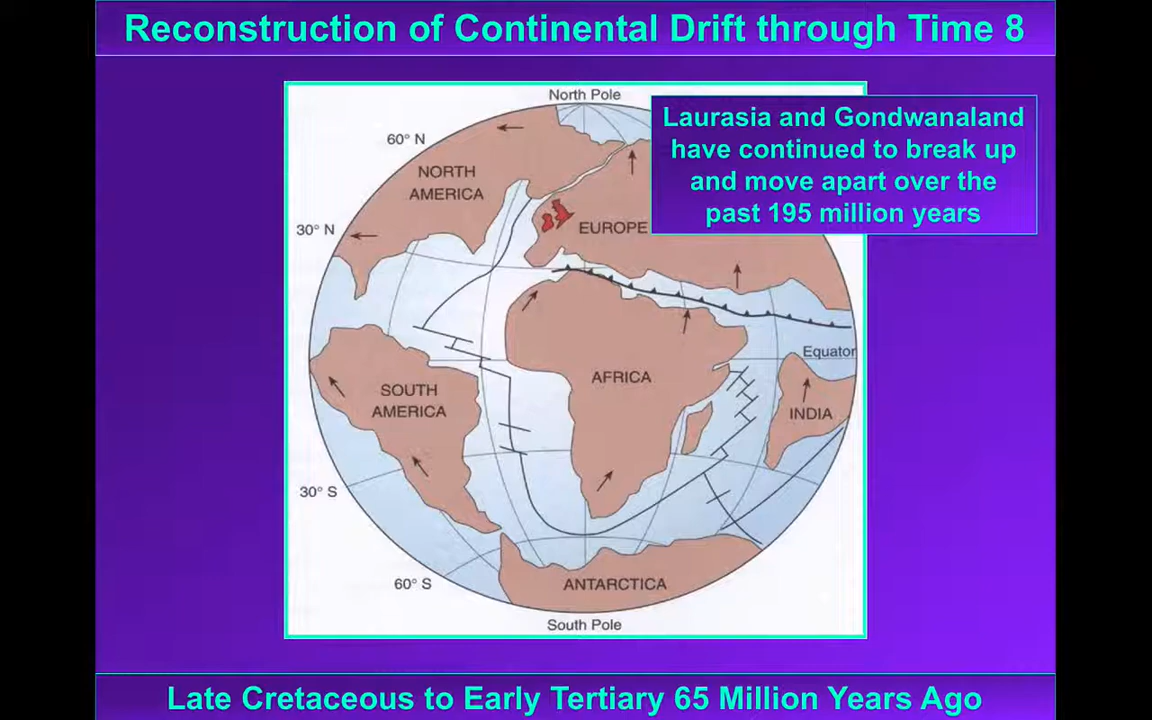 Reconstruction of Continental Drift through Time 8
North Pole
Laurasia and Gondwanaland
have continued to break up
and move apart over the
past 195 million years
60° N
NORTH
AMERICA
30° N
EUROPE
Equator
AFRICA
SOUTH
AMERICA
INDIA
30° S
60° S
ANTARCTICA
South Pole
Late Cretaceous to Early Tertiary 65 Million Years Ago